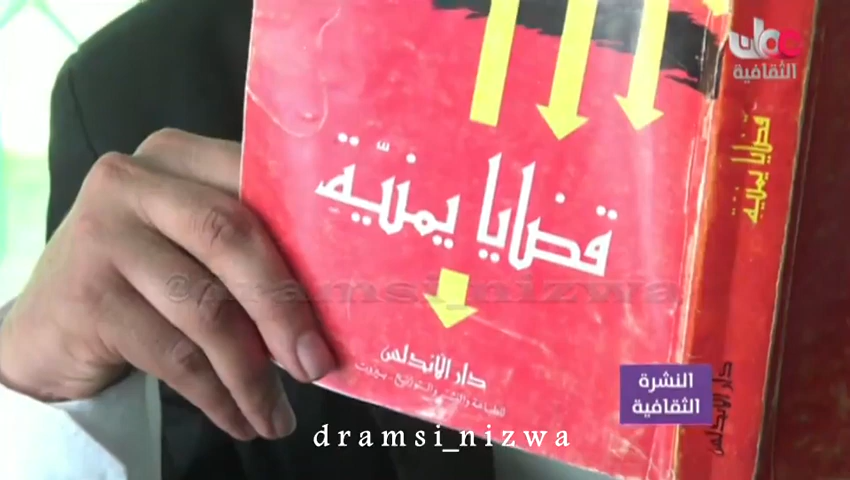 عمان
الثقافية
قضايا يمنية
قضايا يمنية
@dramsi_nizwa
دار الأندلس
للطباعة والنشر والتوزيع - بيروت
دار الأندلس
النشرة
الثقافية
dramsi_nizwa